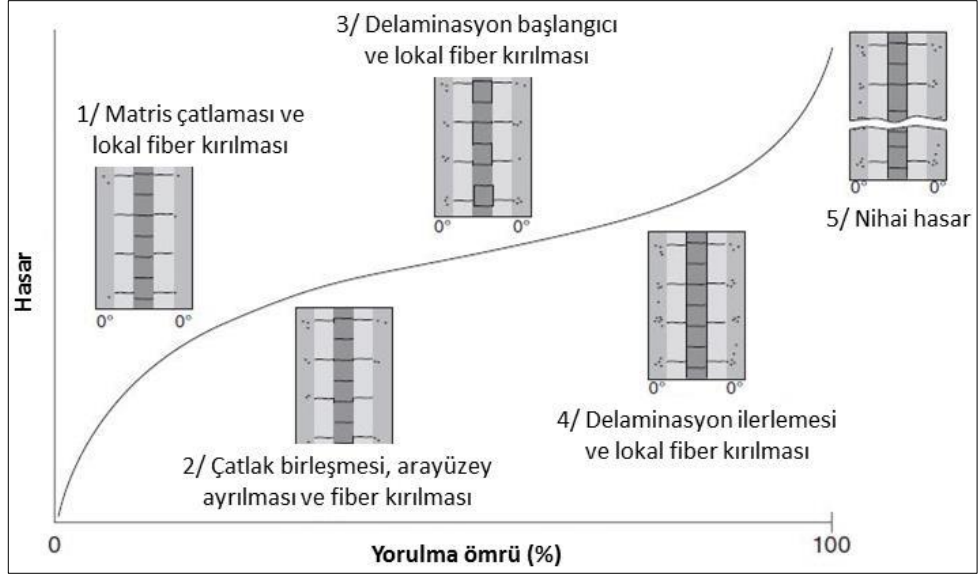 3/ Delaminasyon başlangıcı
ve lokal fiber kırılması
1/ Matris çatlaması ve
lokal fiber kırılması
0° 0°
0° 0°
0° 0°
5/ Nihai hasar
Hasar
2/ Çatlak birleşmesi, arayüzey
ayrılması ve fiber kırılması
0° 0°
4/ Delaminasyon ilerlemesi
ve lokal fiber kırılması
0
Yorulma ömrü (%)
100